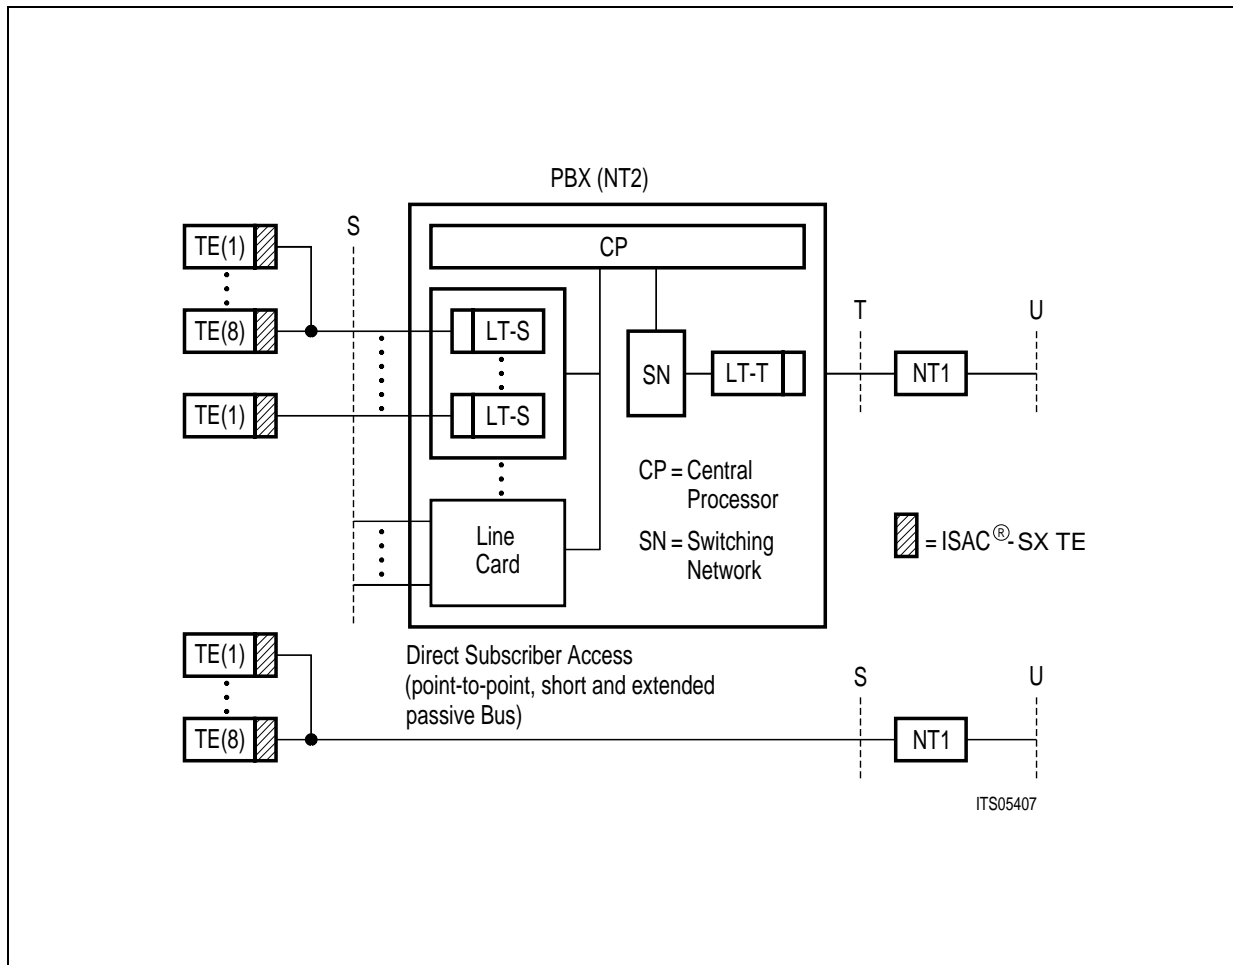 PBX (NT2)
S
TE(1)
CP
TE(8)
LT-S
T
U
SN
LT-T
NT1
TE(1)
LT-S
CP = Central
Processor
Line
Card
SN = Switching
Network
= ISAC®-SX TE
TE(1)
Direct Subscriber Access
(point-to-point, short and extended
passive Bus)
S
U
TE(8)
NT1
ITS05407